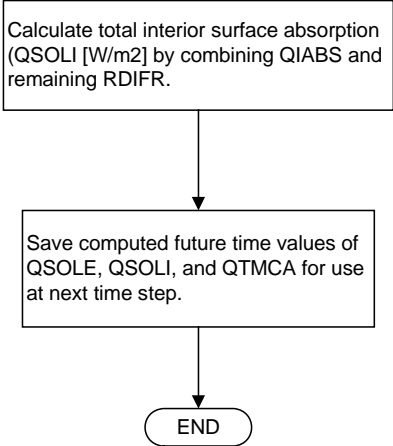 Calculate total interior surface absorption
(QSOLI [W/m2] by combining QIABS and
remaining RDIFR.
Save computed future time values of
QSOLE, QSOLI, and QTMCA for use
at next time step.
END